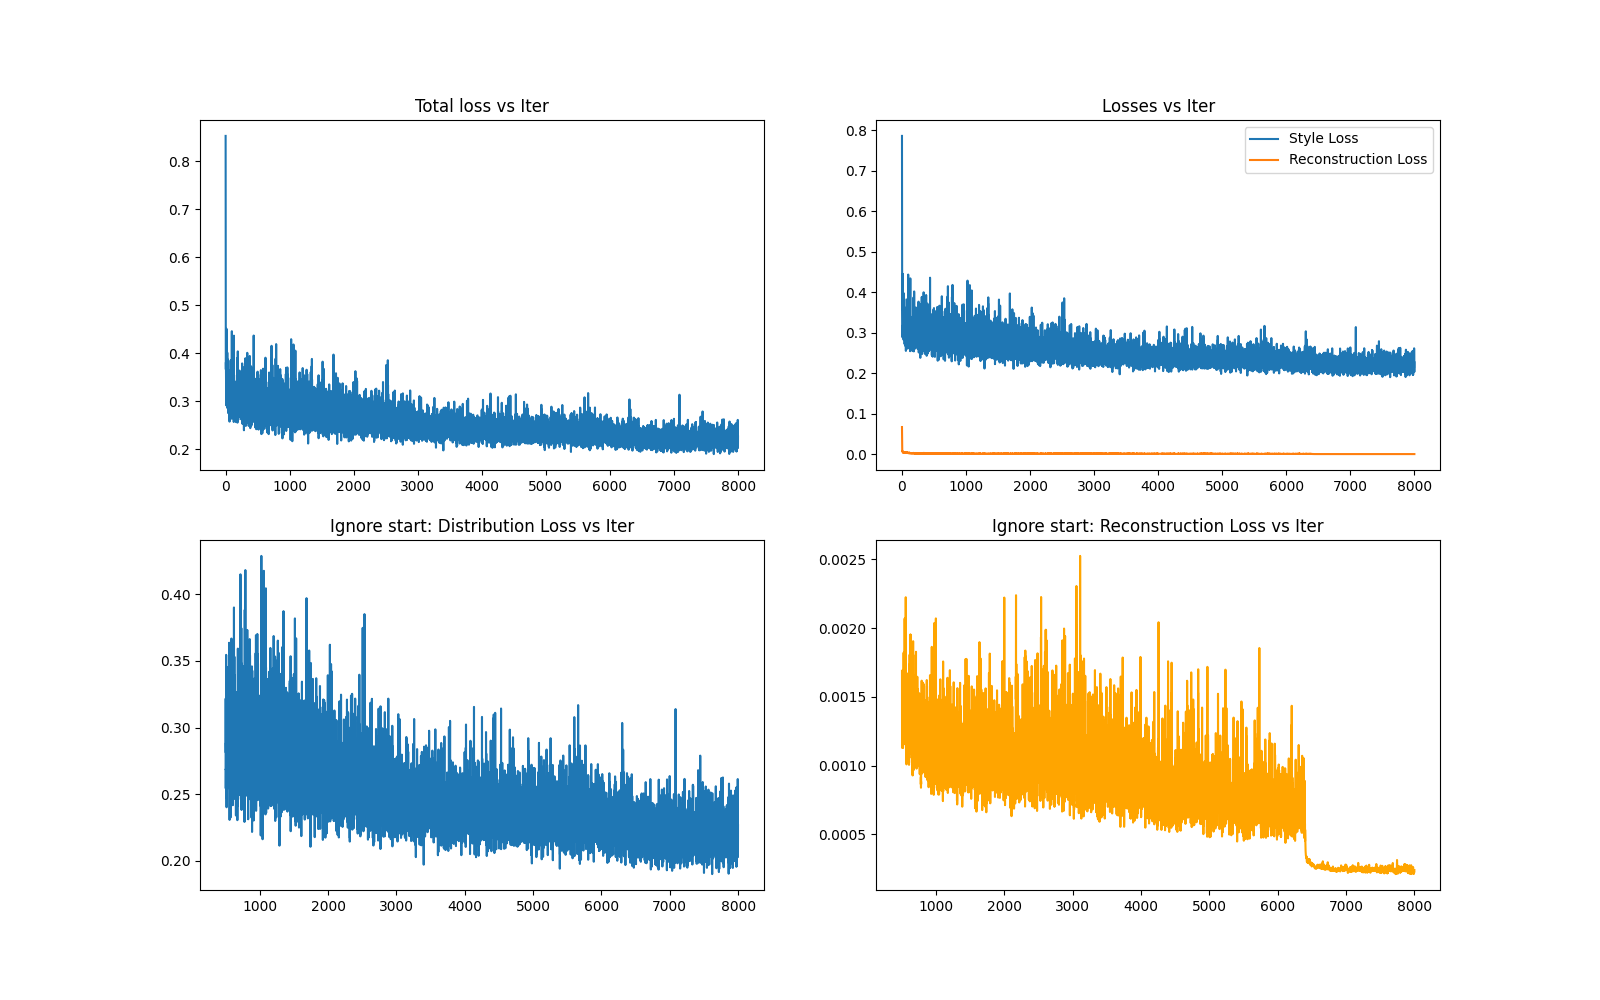 Total loss vs Iter
0.8
0.7
0.6
0.5
0.4
0.3
0.2
0 1000 2000 3000 4000 5000 6000 7000 8000
Losses vs Iter
Style Loss
Reconstruction Loss
0.8
0.7
0.6
0.5
0.4
0.3
0.2
0.1
0.0
0 1000 2000 3000 4000 5000 6000 7000 8000
Ignore start: Distribution Loss vs Iter
0.40
0.35
0.30
0.25
0.20
1000 2000 3000 4000 5000 6000 7000 8000
Ignore start: Reconstruction Loss vs Iter
0.0025
0.0020
0.0015
0.0010
0.0005
1000 2000 3000 4000 5000 6000 7000 8000